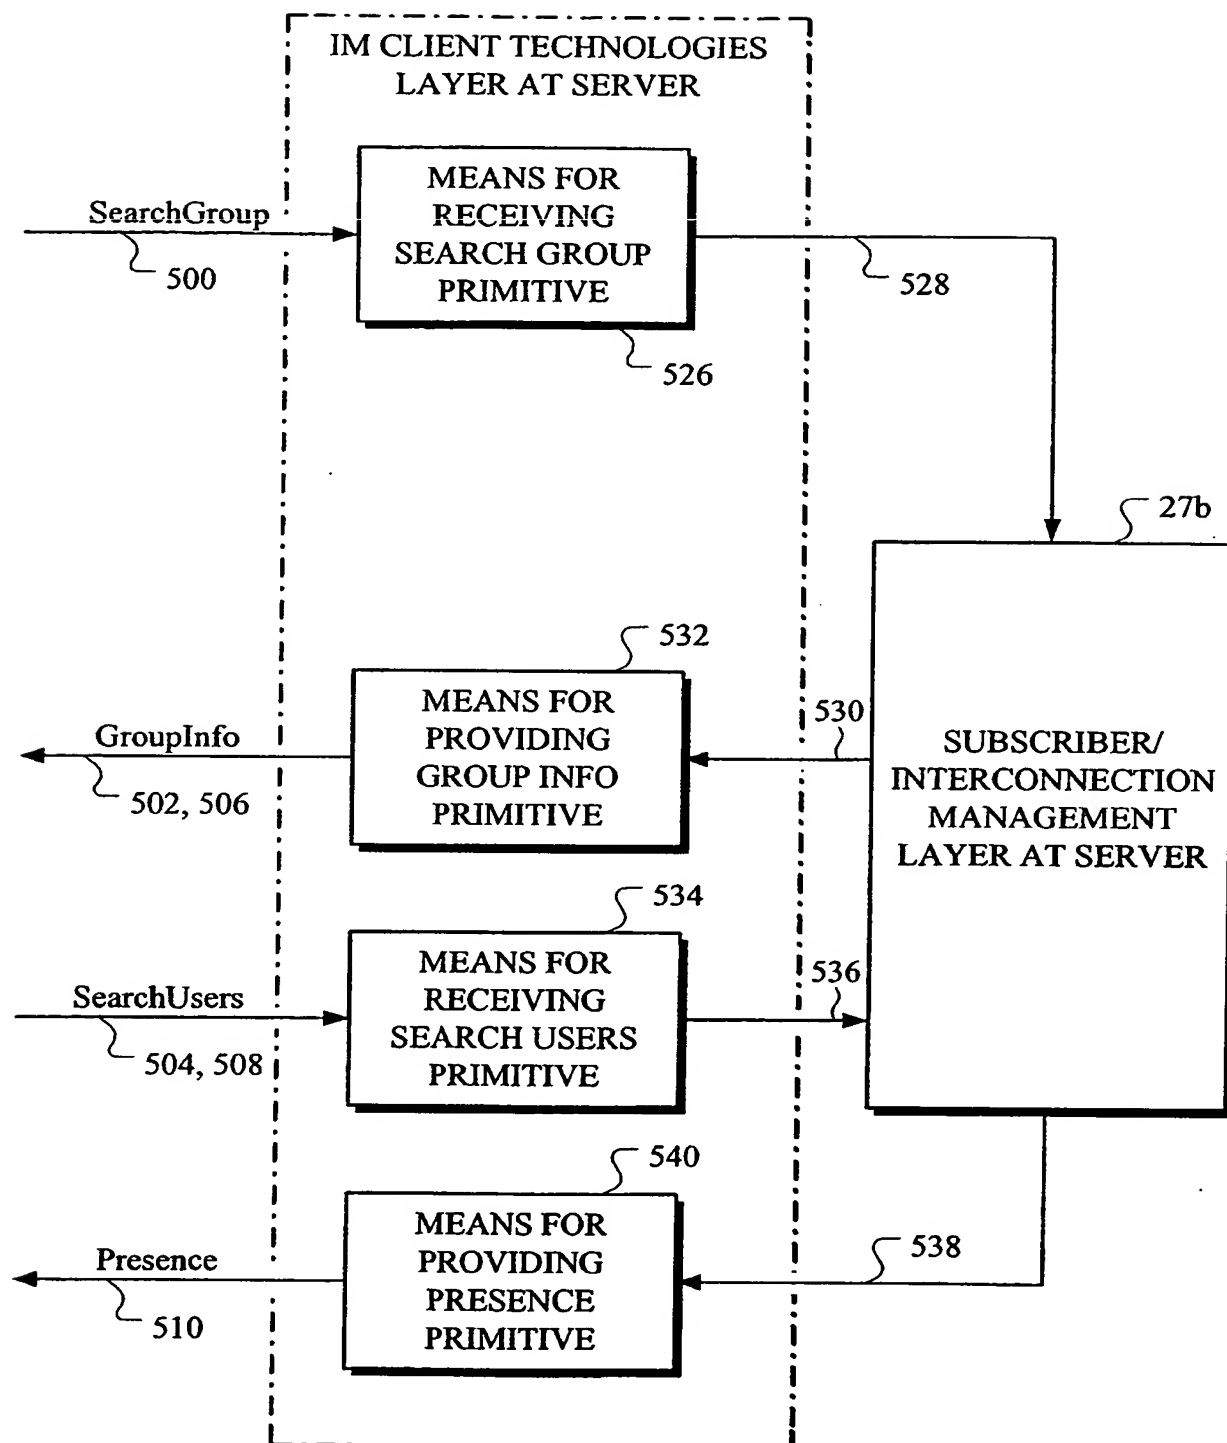 IM CLIENT TECHNOLOGIES
LAYER AT SERVER
MEANS FOR
RECEIVING
SEARCH GROUP
PRIMITIVE
SearchGroup
500
528
526
27b
532
MEANS FOR
PROVIDING
GROUP INFO
PRIMITIVE
GroupInfo
502, 506
530
SUBSCRIBER/
INTERCONNECTION
MANAGEMENT
LAYER AT SERVER
534
MEANS FOR
RECEIVING
SEARCH USERS
PRIMITIVE
SearchUsers
504, 508
536
540
MEANS FOR
PROVIDING
PRESENCE
PRIMITIVE
Presence
510
538